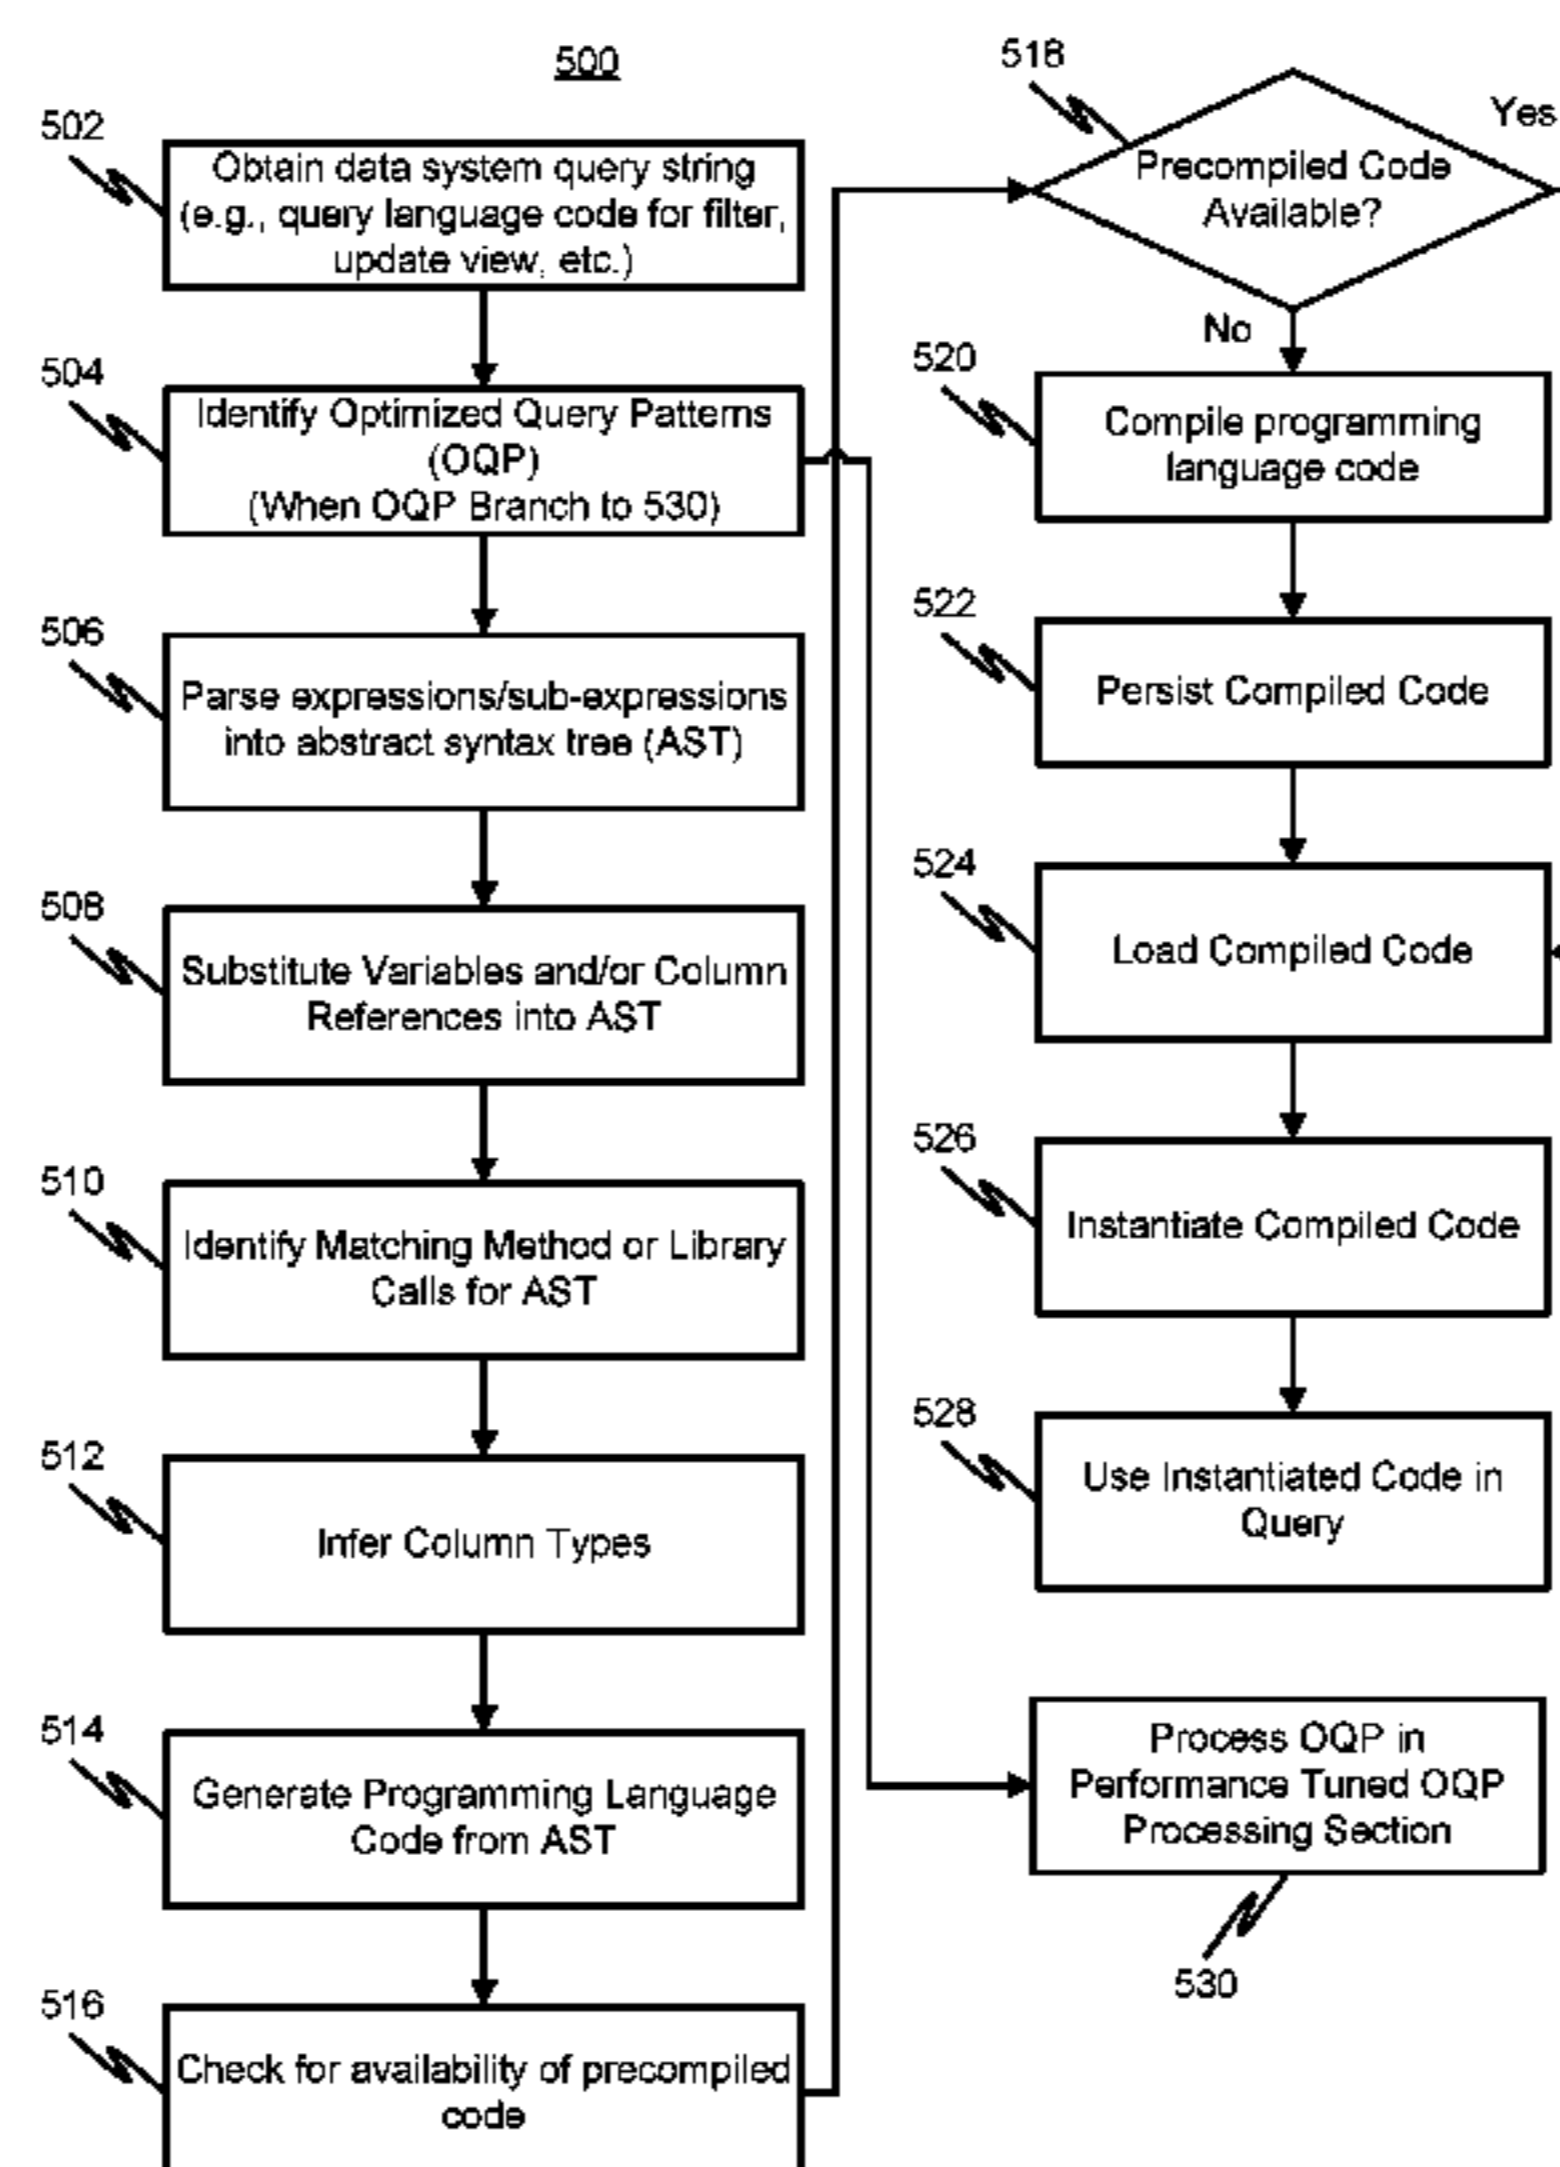 500
502
Obtain data system query string
(e.g., query language code for filter,
update view, etc.)
504
Identify Optimized Query Patterns
(OQP)
(When OQP Branch to 530)
506
Parse expressions/sub-expressions
into abstract syntax tree (AST)
508
Substitute Variables and/or Column
References into AST
510
Identify Matching Method or Library
Calls for AST
512
Infer Column Types
514
Generate Programming Language
Code from AST
516
Check for availability of precompiled
code
518
Precompiled Code
Available?
Yes
No
520
Compile programming
language code
522
Persist Compiled Code
524
Load Compiled Code
526
Instantiate Compiled Code
528
Use Instantiated Code in
Query
Process OQP in
Performance Tuned OQP
Processing Section
530